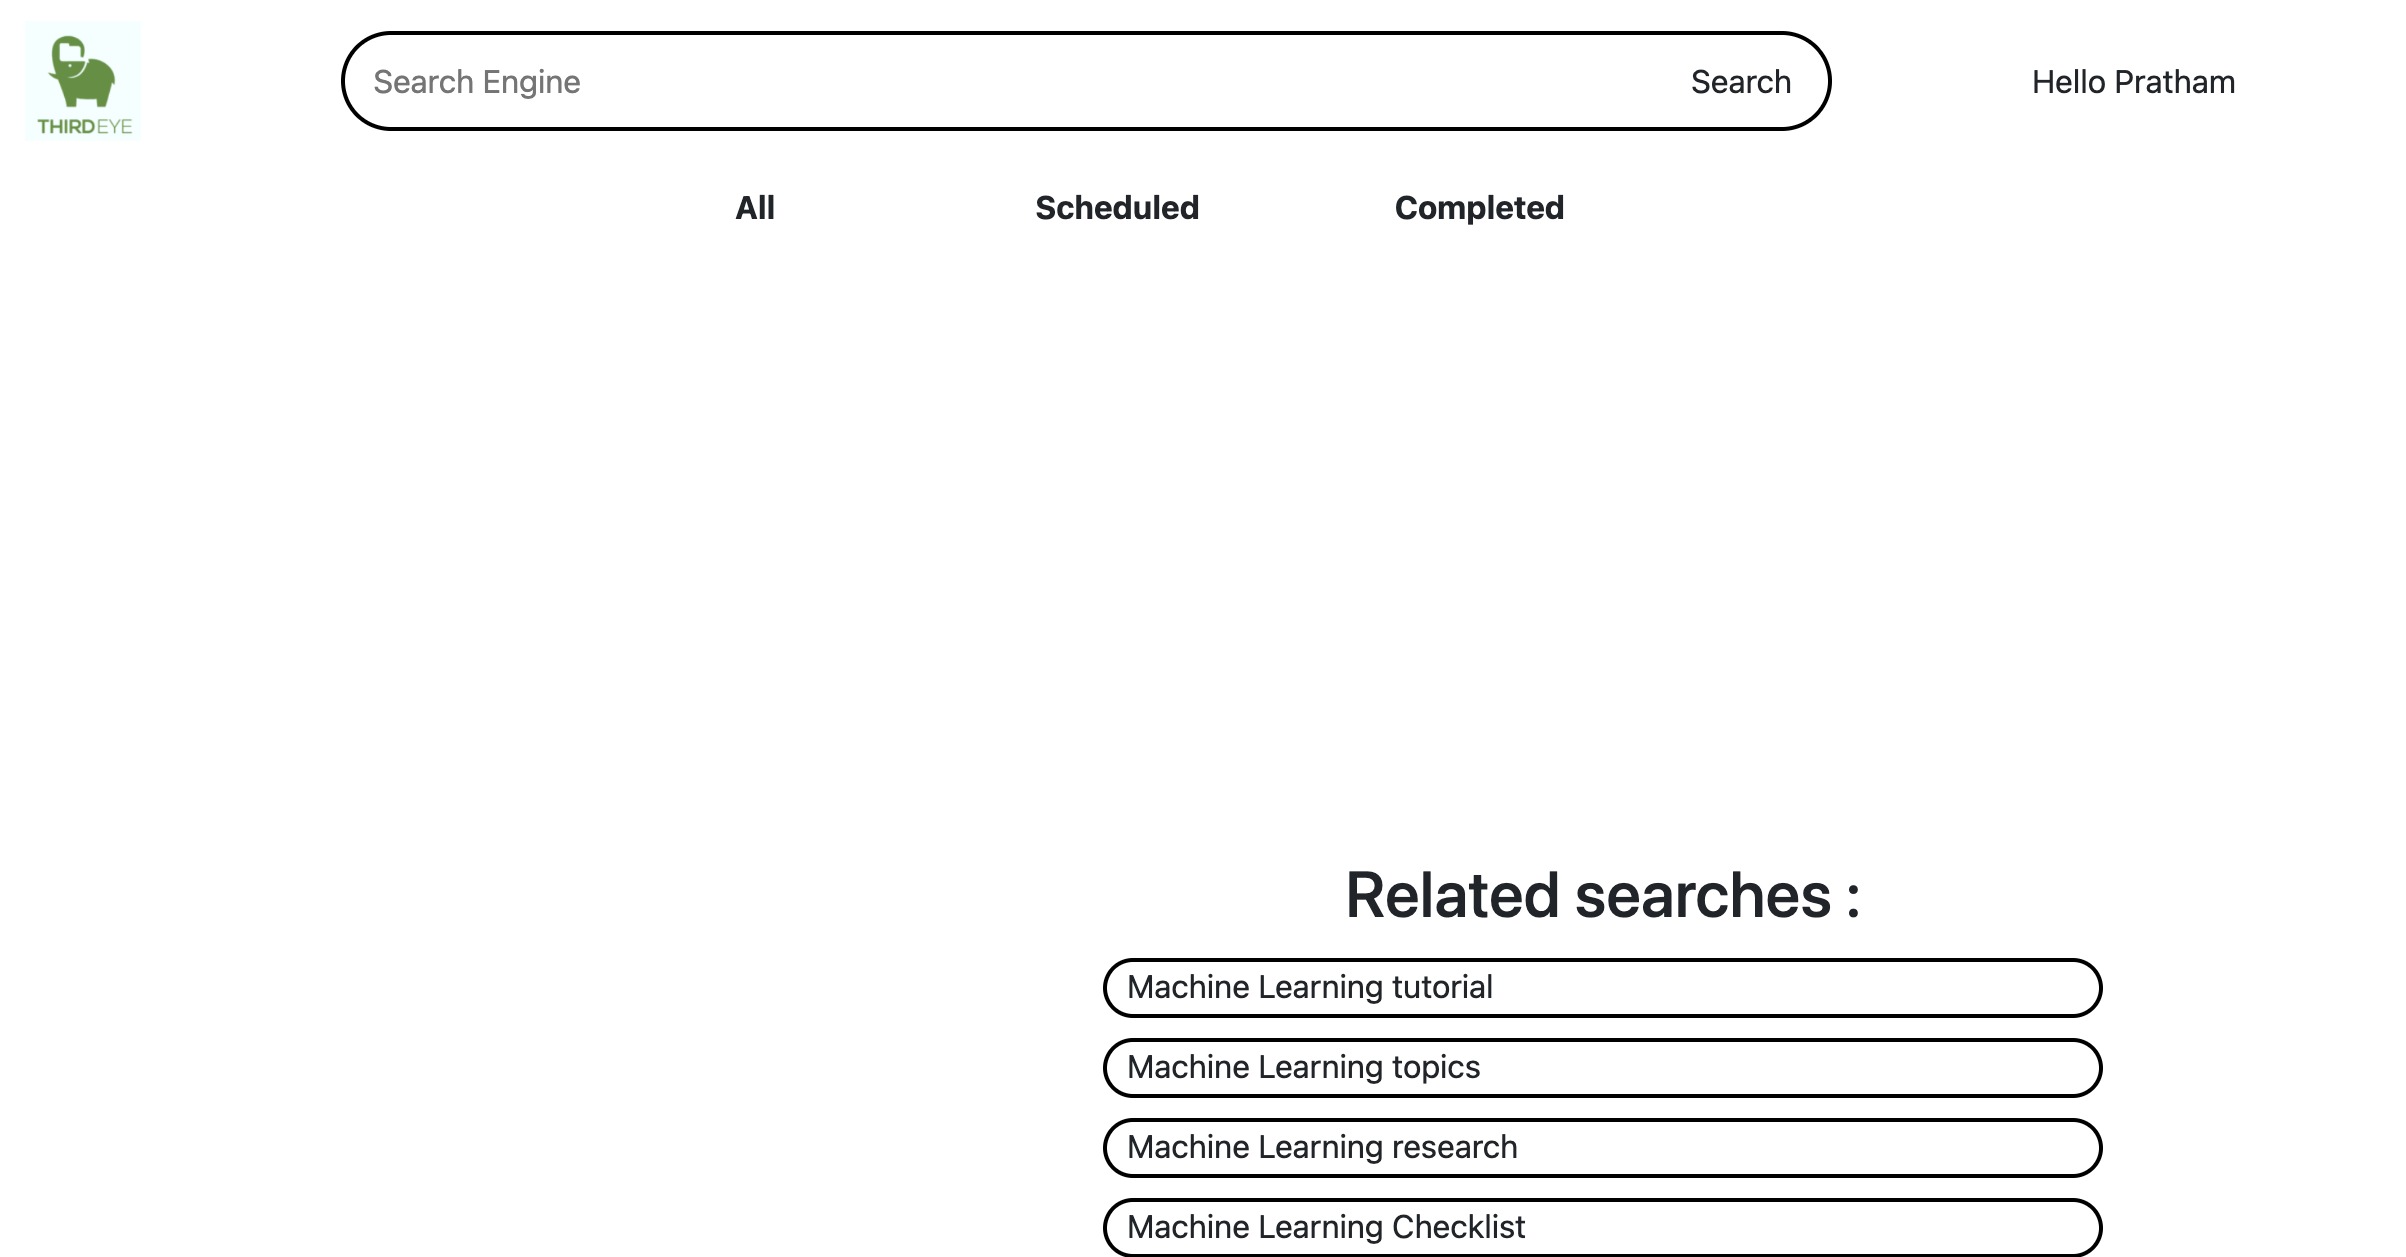 THIRDEYE
Search Engine
Search
Hello Pratham
All
Scheduled
Completed
Related searches :
Machine Learning tutorial
Machine Learning topics
Machine Learning research
Machine Learning Checklist